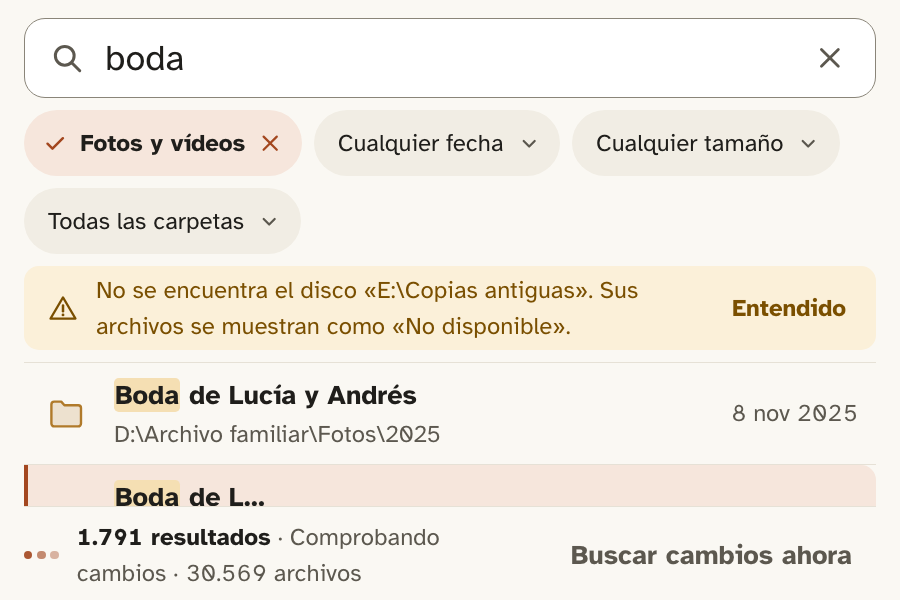 boda
Fotos y vídeos
Cualquier fecha
Cualquier tamaño
Todas las carpetas
No se encuentra el disco «E:\Copias antiguas». Sus
archivos se muestran como «No disponible».
Entendido
Boda de Lucía y Andrés
8 nov 2025
D:\Archivo familiar\Fotos\2025
Boda de L...
1.791 resultados · Comprobando
cambios · 30.569 archivos
Buscar cambios ahora